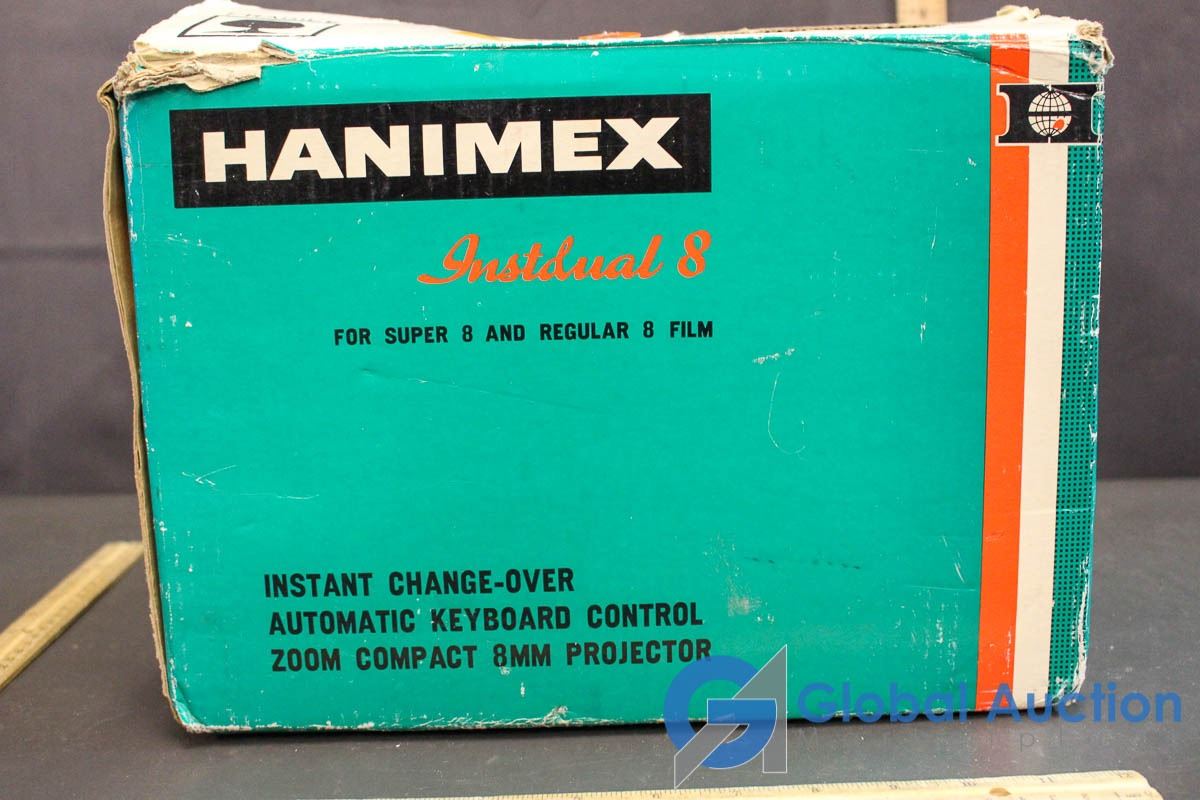 HANIMEX
Instdual 8
FOR SUPER 8 AND REGULAR 8 FILM
INSTANT CHANGE-OVER
AUTOMATIC KEYBOARD CONTROL
ZOOM COMPACT 8MM PROJECTOR
Global Auction